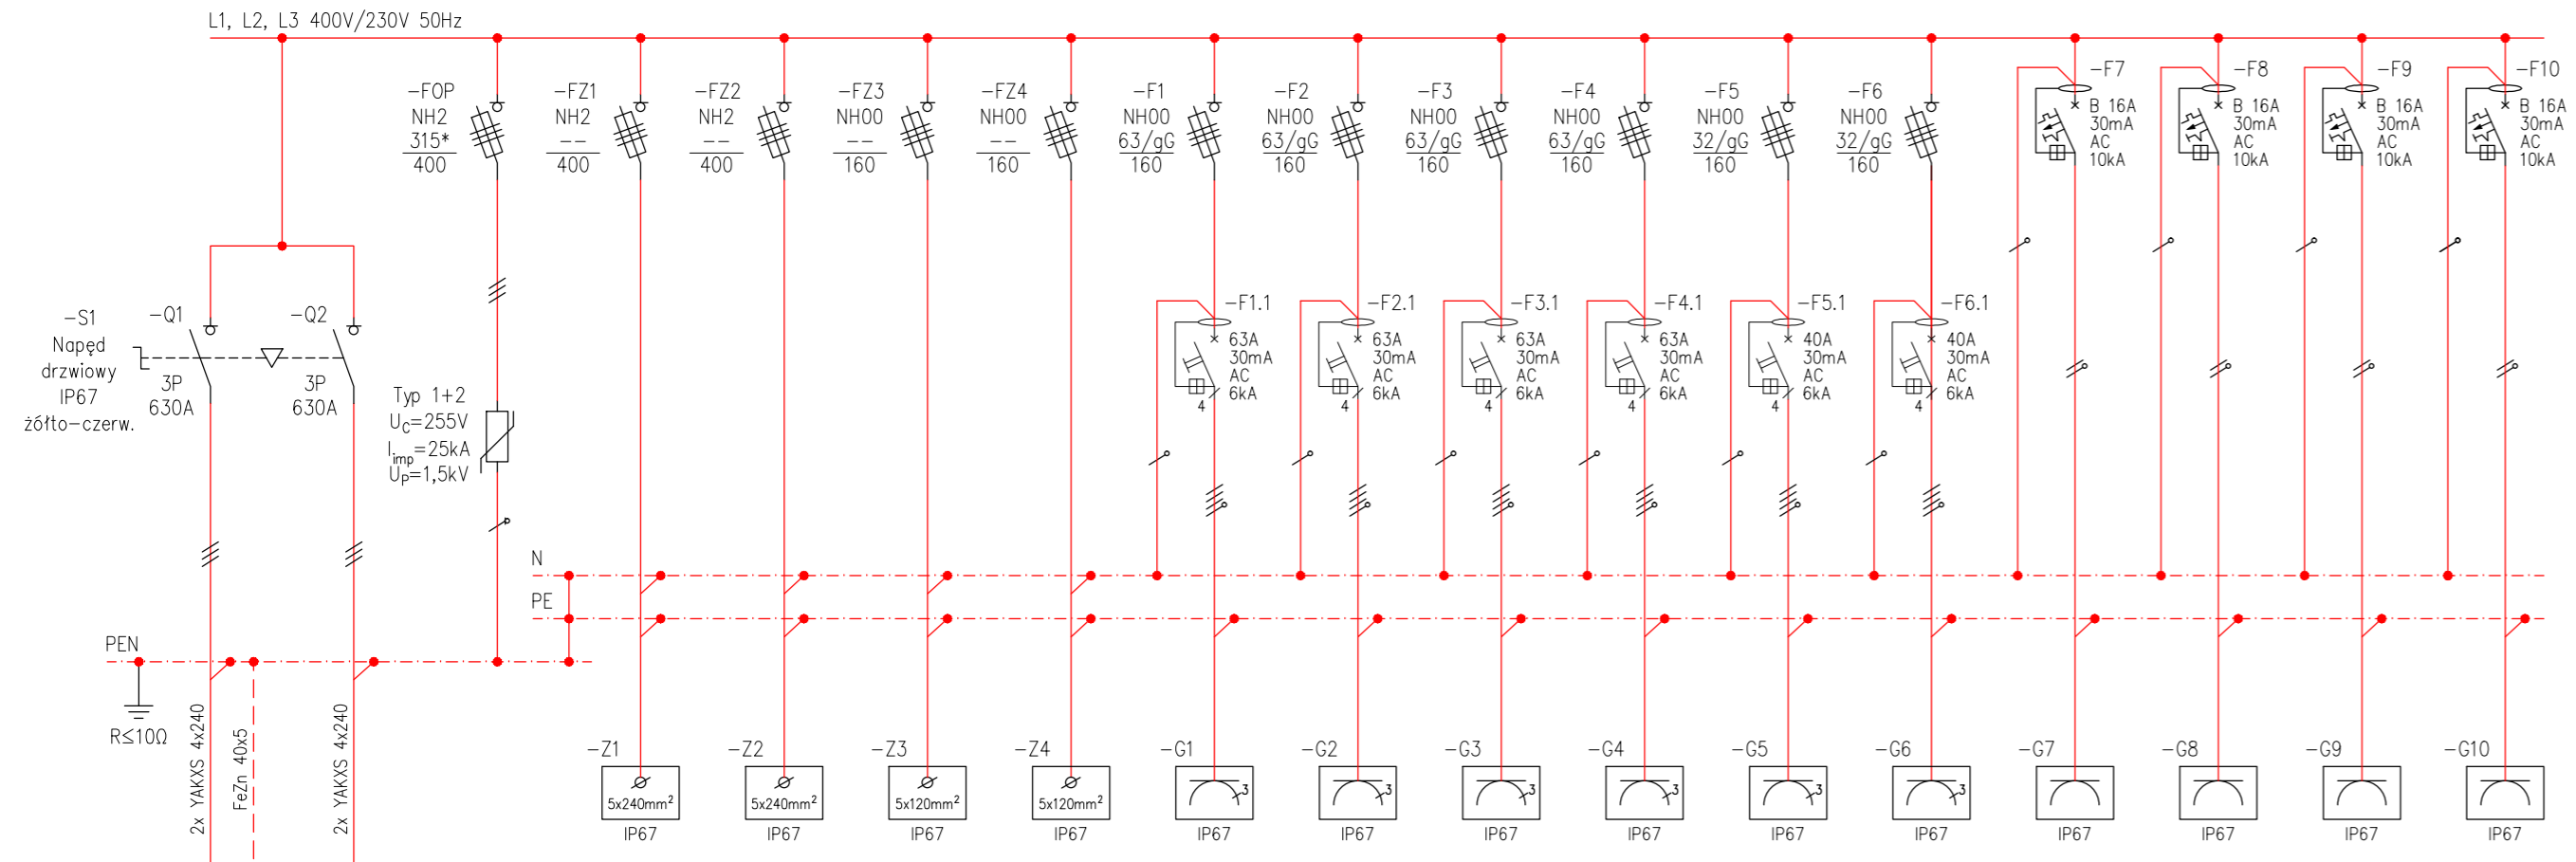 L1, L2, L3 400V/230V 50Hz
-F0P
NH2
315*
400
-FZ1
NH2
--
400
-FZ2
NH2
--
400
-FZ3
NH00
--
160
-FZ4
NH00
--
160
-F1
NH00
63/gG
160
-F2
NH00
63/gG
160
-F3
NH00
63/gG
160
-F4
NH00
63/gG
160
-F5
NH00
32/gG
160
-F6
NH00
32/gG
160
-F7
B 16A
30mA
AC
10kA
-F8
B 16A
30mA
AC
10kA
-F9
B 16A
30mA
AC
10kA
-F10
B 16A
30mA
AC
10kA
-S1
Napęd
drzwiowy
IP67
żółto-czerw.
-Q1
3P
630A
-Q2
3P
630A
Typ 1+2
UC=255V
Iimp=25kA
UP=1,5kV
-F1.1
63A
30mA
AC
6kA
4
-F2.1
63A
30mA
AC
6kA
4
-F3.1
63A
30mA
AC
6kA
4
-F4.1
63A
30mA
AC
6kA
4
-F5.1
40A
30mA
AC
6kA
4
-F6.1
40A
30mA
AC
6kA
4
N
PE
PEN
R≤10Ω
2x YAKXS 4x240
FeZn 40x5
2x YAKXS 4x240
-Z1
5x240mm²
IP67
-Z2
5x240mm²
IP67
-Z3
5x120mm²
IP67
-Z4
5x120mm²
IP67
-G1
3
IP67
-G2
3
IP67
-G3
3
IP67
-G4
3
IP67
-G5
3
IP67
-G6
3
IP67
-G7
IP67
-G8
IP67
-G9
IP67
-G10
IP67